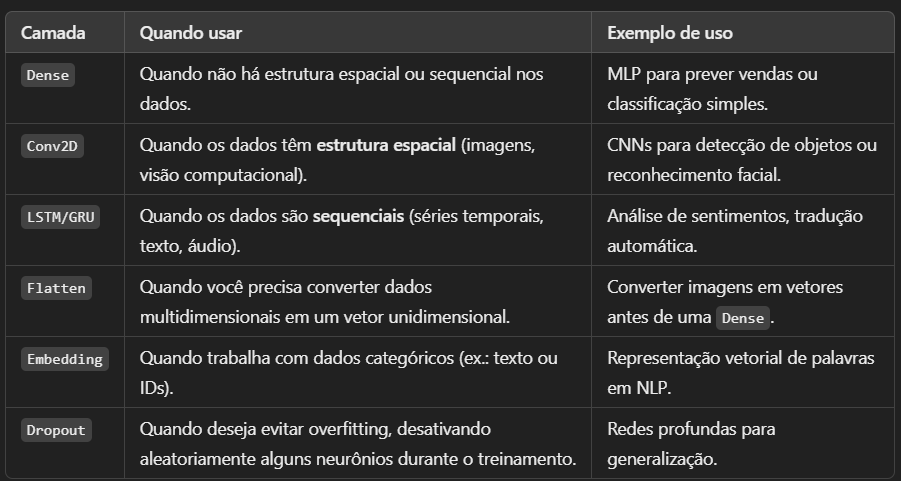 Camada Quando usar Exemplo de uso
Dense Quando não há estrutura espacial ou sequencial nos MLP para prever vendas ou
dados. classificação simples.
Conv2D Quando os dados têm estrutura espacial (imagens, CNNs para detecção de objetos ou
visão computacional). reconhecimento facial.
LSTM/GRU Quando os dados são sequenciais (séries temporais, Análise de sentimentos, tradução
texto, áudio). automática.
Flatten Quando você precisa converter dados Converter imagens em vetores
multidimensionais em um vetor unidimensional. antes de uma Dense.
Embedding Quando trabalha com dados categóricos (ex.: texto ou Representação vetorial de palavras
IDs). em NLP.
Dropout Quando deseja evitar overfitting, desativando Redes profundas para
aleatoriamente alguns neurônios durante o treinamento. generalização.